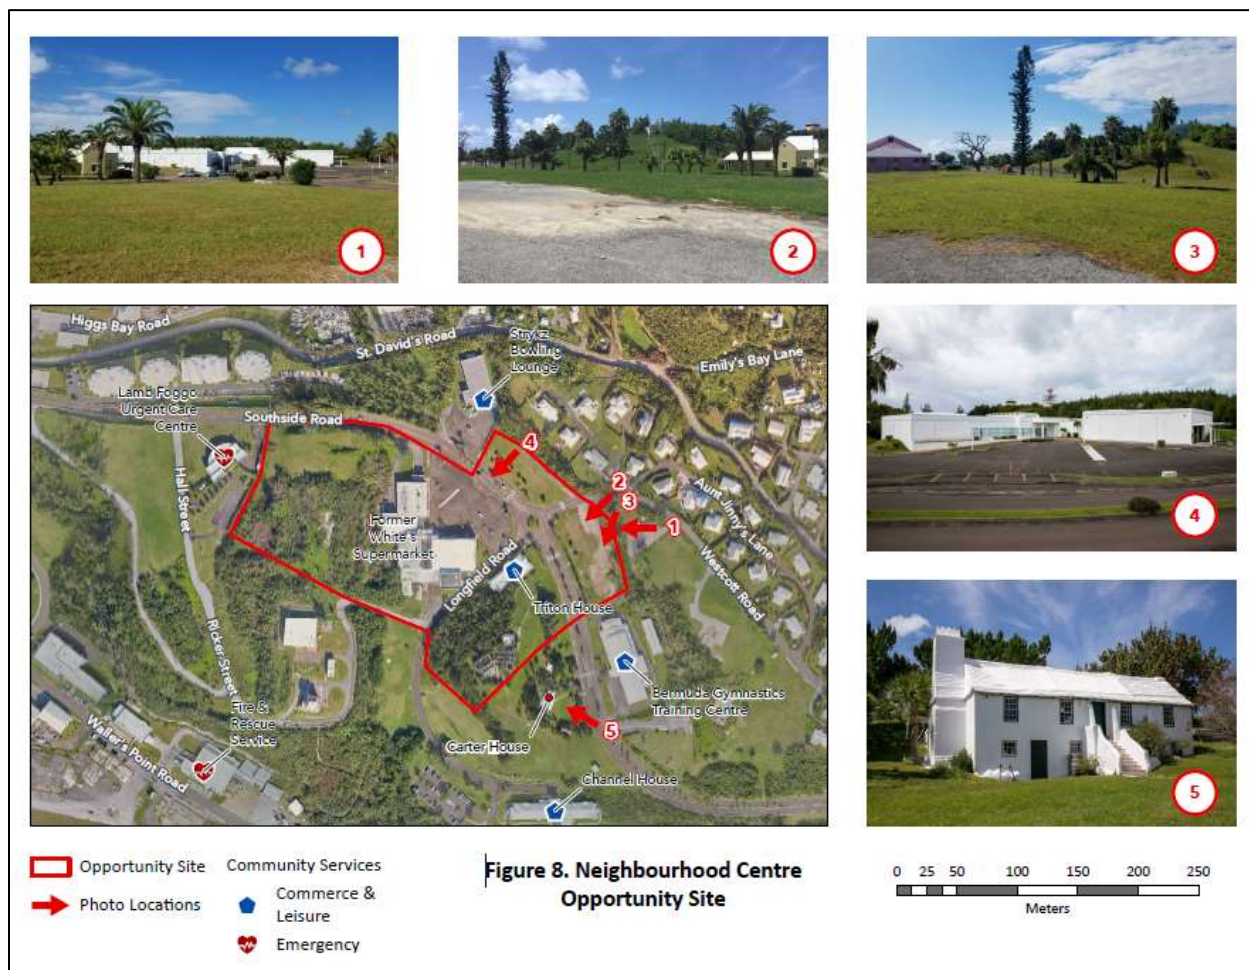 1
2
3
Higgs Bay Road
St. David's Road
Strykz
Bowling
Lounge
Emily's Bay Lane
Lamb Foggo
Urgent Care
Centre
Southside Road
4
Hall Street
2
3
1
Aunt Jinny's Lane
Former
White's
Supermarket
Longfield Road
Westcott Road
Triton House
Ricker Street
Fire &
Rescue
Service
Bermuda Gymnastics
Training Centre
5
Carter House
Waller's Point Road
Channel House
4
5
Opportunity Site
Photo Locations
Community Services
Commerce &
Leisure
Emergency
Figure 8. Neighbourhood Centre
Opportunity Site
0 25 50 100 150 200 250
Meters